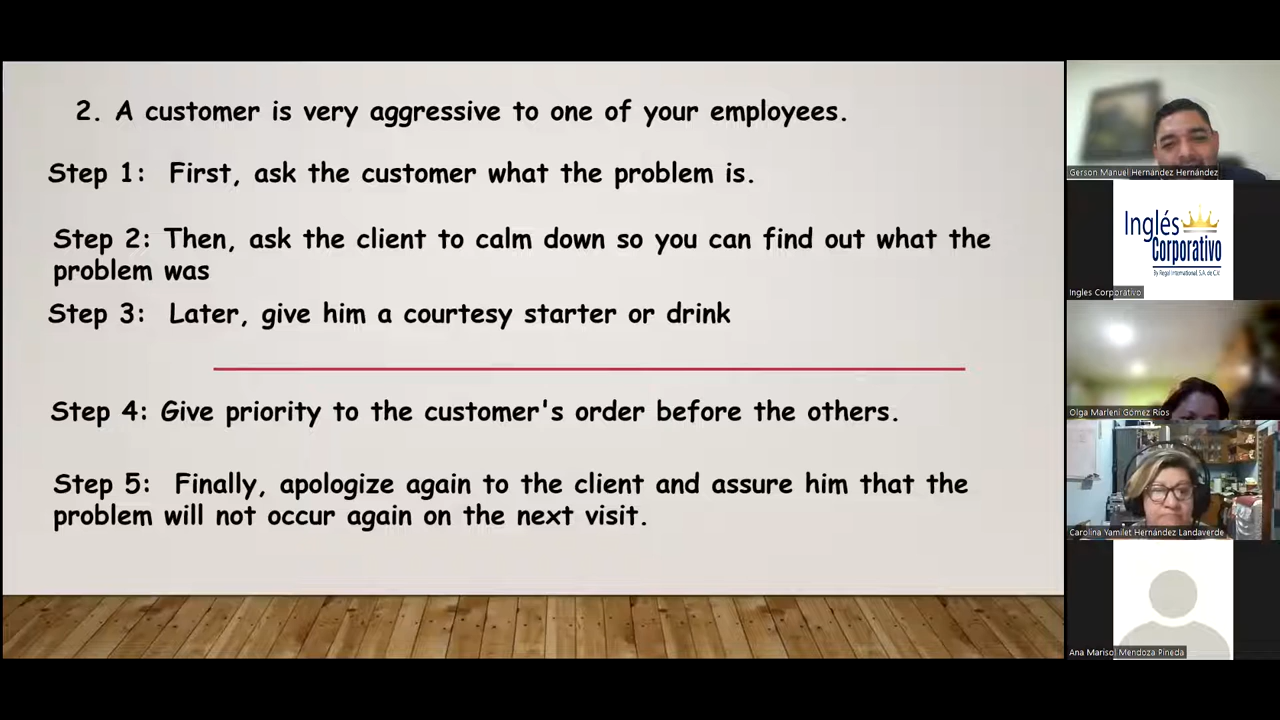 2. A customer is very aggressive to one of your employees.
Step 1: First, ask the customer what the problem is.
Step 2: Then, ask the client to calm down so you can find out what the
problem was
Step 3: Later, give him a courtesy starter or drink
Step 4: Give priority to the customer's order before the others.
Step 5: Finally, apologize again to the client and assure him that the
problem will not occur again on the next visit.
Gerson Manuel Hernández Hernández
Inglés
Corporativo
By Regal International, S.A. de C.V.
Ingles Corporativo
Olga Marleni Gómez Ríos
Carolina Yamilet Hernández Landaverde
Ana Marisol Mendoza Pineda